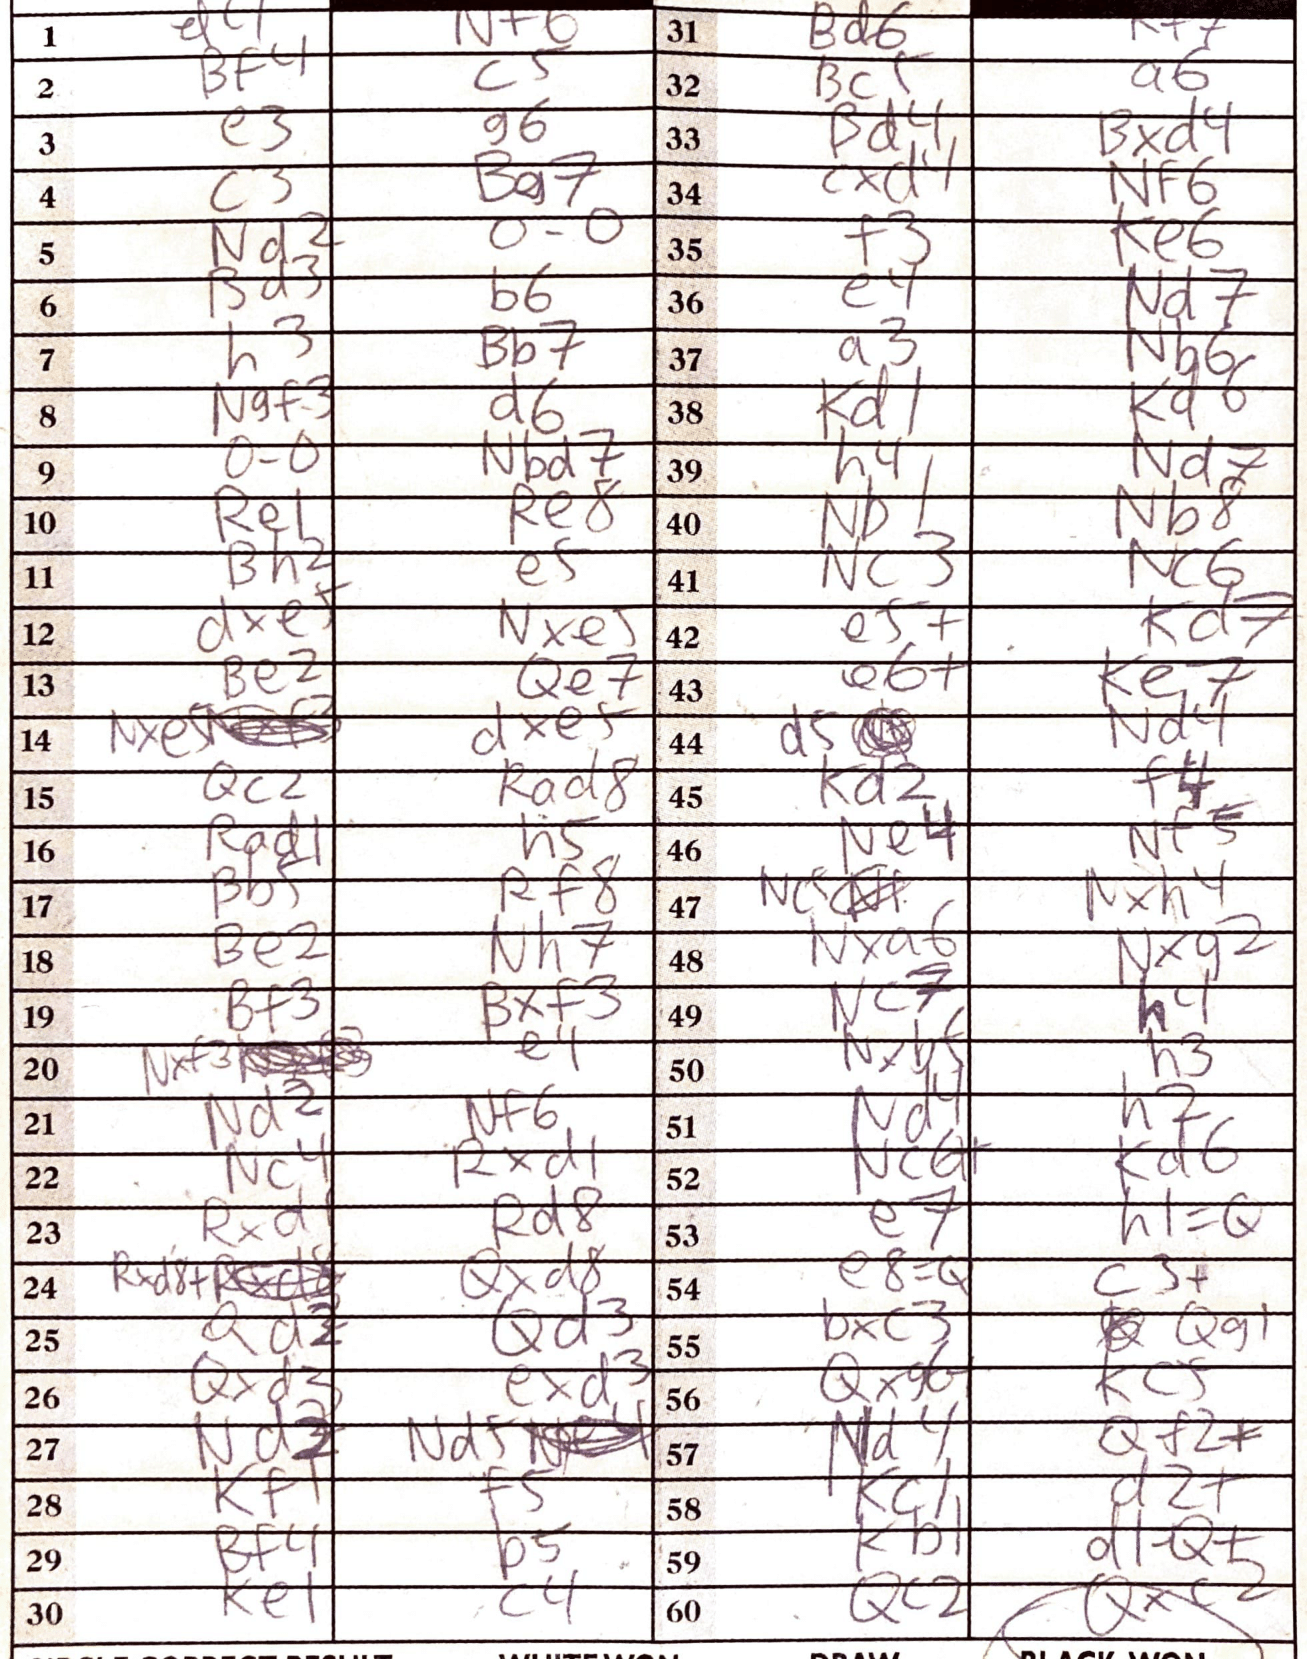 1 d4 Nf6 31 Bd6 Kf7
2 Bf4 c5 32 Bc5 a6
3 e3 g6 33 Bd4 Bxd4
4 c3 Bg7 34 cxd4 Nf6
5 Nd2 0-0 35 f3 Ke6
6 Bd3 b6 36 e4 Nd7
7 h3 Bb7 37 a3 Nb6
8 Ngf3 d6 38 Kd1 Kd6
9 0-0 Nbd7 39 h4 Nd7
10 Re1 Re8 40 Nb1 Nb8
11 Bh2 e5 41 Nc3 Nc6
12 dxe5 Nxe5 42 e5+ Kd7
13 Be2 Qe7 43 e6+ Ke7
14 Nxe5 dxe5 44 d5 Nd4
15 Qc2 Rad8 45 Kd2 f4
16 Rad1 h5 46 Ne4 Nf5
17 Bb5 Rf8 47 Nc5 Nxh4
18 Be2 Nh7 48 Nxa6 Nxg2
19 Bf3 Bxf3 49 Nc7 h4
20 Nxf3 e4 50 Nxb5 h3
21 Nd2 Nf6 51 Nd4 h2
22 Nc4 Rxd1 52 Nc6+ Kd6
23 Rxd1 Rd8 53 e7 h1=Q
24 Rxd8+ Qxd8 54 e8=Q c3+
25 Qd2 Qd3 55 bxc3 Qg1
26 Qxd3 exd3 56 Qxg6 Kc5
27 Nd2 Nd5 57 Nd4 Qf2+
28 Kf1 f5 58 Kc1 d2+
29 Bf4 b5 59 Kb1 d1=Q+
30 Ke1 c4 60 Qc2 Qxc2
CIRCLE CORRECT RESULT WHITE WON DRAW BLACK WON